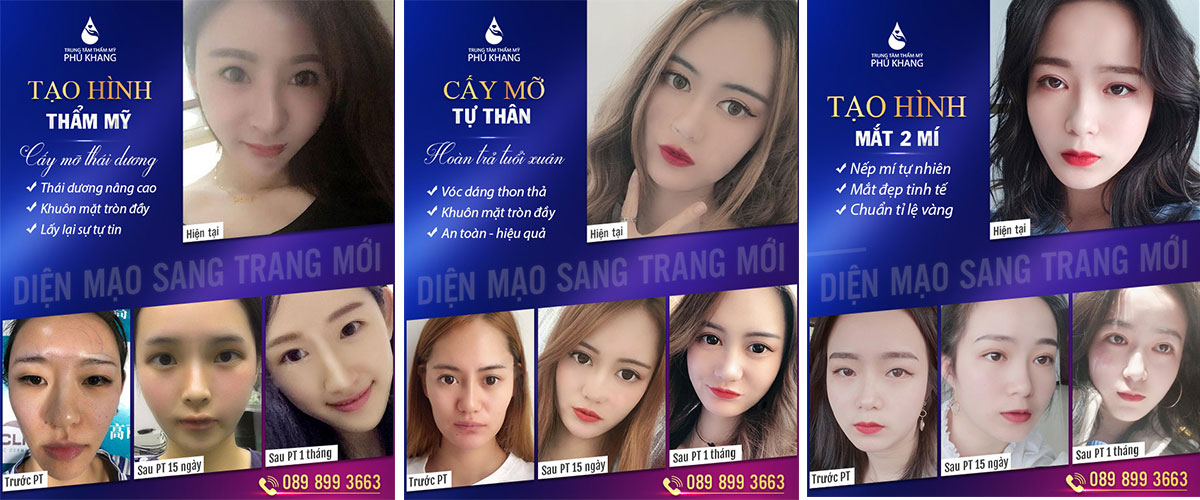 TRUNG TÂM THẨM MỸ
PHÚ KHANG
TẠO HÌNH
THẨM MỸ
Cấy mỡ thái dương
Thái dương nâng cao
Khuôn mặt tròn đầy
Lấy lại sự tự tin
Hiện tại
DIỆN MẠO SANG TRANG MỚI
Trước PT
Sau PT 15 ngày
Sau PT 1 tháng
089 899 3663
TRUNG TÂM THẨM MỸ
PHÚ KHANG
CẤY MỠ
TỰ THÂN
Hoàn trả tuổi xuân
Vóc dáng thon thả
Khuôn mặt tròn đầy
An toàn - hiệu quả
Hiện tại
DIỆN MẠO SANG TRANG MỚI
Trước PT
Sau PT 15 ngày
Sau PT 1 tháng
089 899 3663
TRUNG TÂM THẨM MỸ
PHÚ KHANG
TẠO HÌNH
MẮT 2 MÍ
Nếp mí tự nhiên
Mắt đẹp tinh tế
Chuẩn tỉ lệ vàng
Hiện tại
DIỆN MẠO SANG TRANG MỚI
Trước PT
Sau PT 15 ngày
Sau PT 1 tháng
089 899 3663